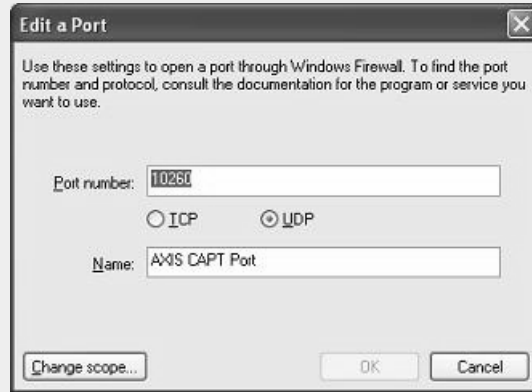 Edit a Port
Use these settings to open a port through Windows Firewall. To find the port
number and protocol, consult the documentation for the program or service you
want to use.
Port number: 10260
TCP UDP
Name: AXIS CAPT Port
Change scope... OK Cancel